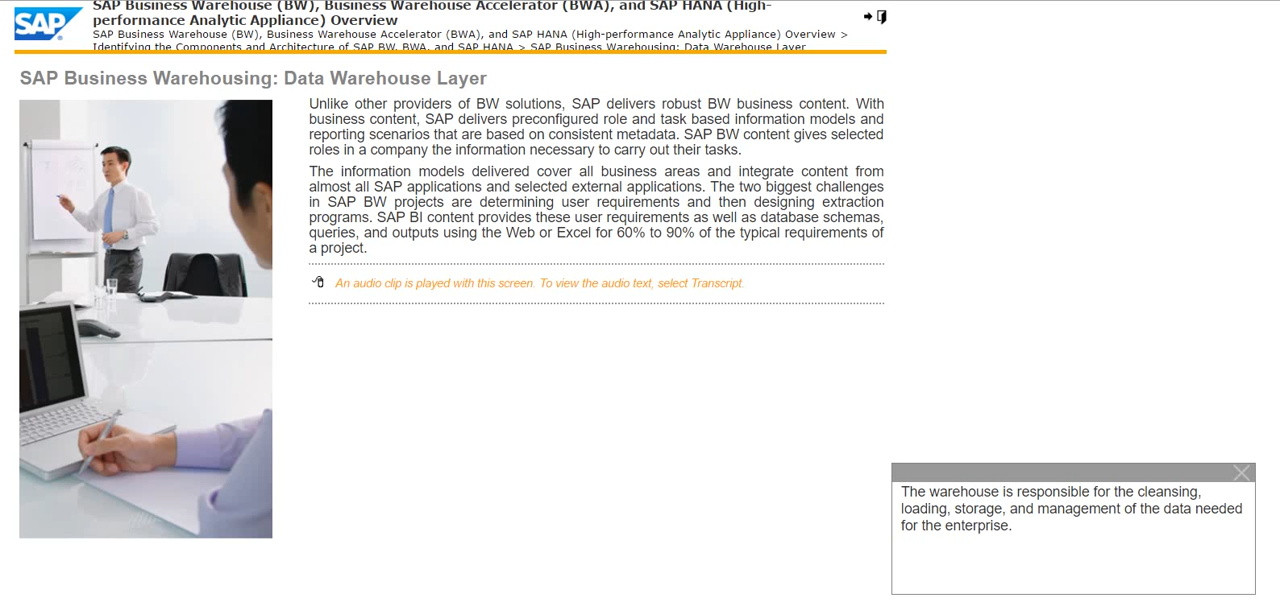 SAP Business Warehouse (BW), Business Warehouse Accelerator (BWA), and SAP HANA (High-
performance Analytic Appliance) Overview
SAP
SAP Business Warehouse (BW), Business Warehouse Accelerator (BWA), and SAP HANA (High-performance Analytic Appliance) Overview >
Identifying the Components and Architecture of SAP BW, BWA, and SAP HANA > SAP Business Warehousing: Data Warehouse Layer
SAP Business Warehousing: Data Warehouse Layer
Unlike other providers of BW solutions, SAP delivers robust BW business content. With
business content, SAP delivers preconfigured role and task based information models and
reporting scenarios that are based on consistent metadata. SAP BW content gives selected
roles in a company the information necessary to carry out their tasks.
The information models delivered cover all business areas and integrate content from
almost all SAP applications and selected external applications. The two biggest challenges
in SAP BW projects are determining user requirements and then designing extraction
programs. SAP BI content provides these user requirements as well as database schemas,
queries, and outputs using the Web or Excel for 60% to 90% of the typical requirements of
a project.
An audio clip is played with this screen. To view the audio text, select Transcript.
The warehouse is responsible for the cleansing,
loading, storage, and management of the data needed
for the enterprise.